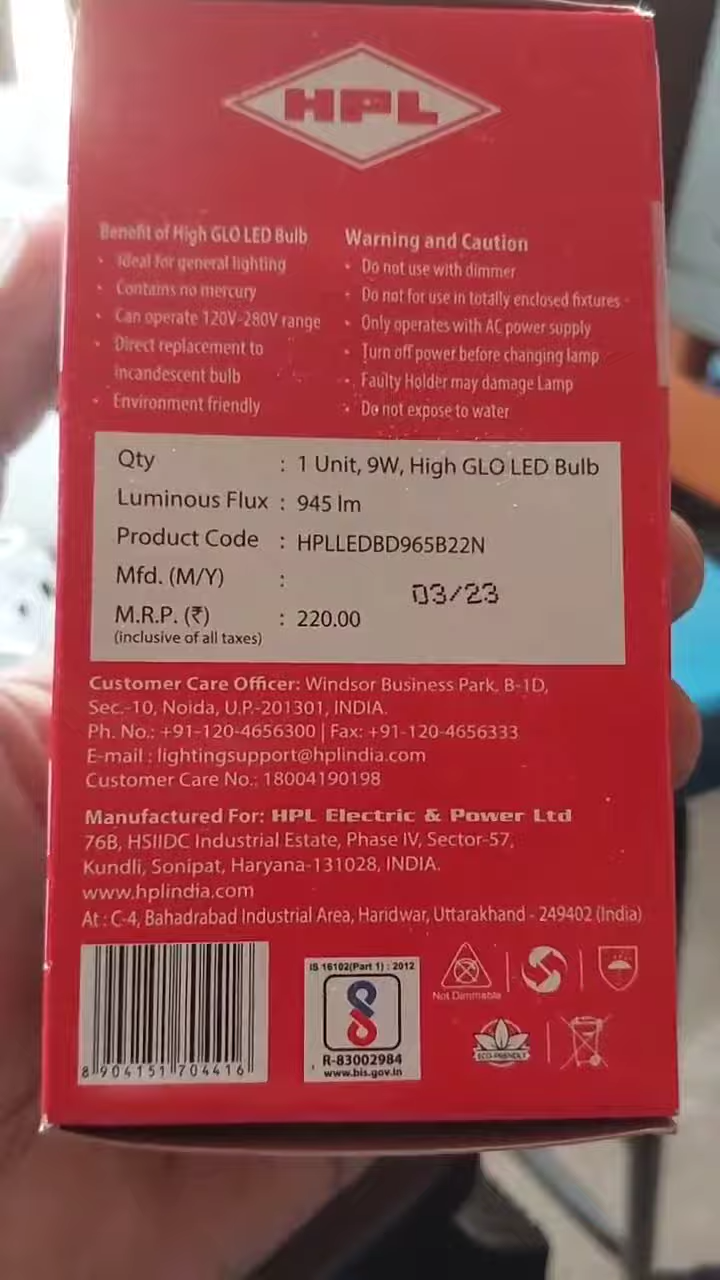 HPL
Benefit of High GLO LED Bulb
• Ideal for general lighting
• Contains no mercury
• Can operate 120V-280V range
• Direct replacement to
incandescent bulb
• Environment friendly
Warning and Caution
• Do not use with dimmer
• Do not for use in totally enclosed fixtures
• Only operates with AC power supply
• Turn off power before changing lamp
• Faulty Holder may damage Lamp
• Do not expose to water
Qty : 1 Unit, 9W, High GLO LED Bulb
Luminous Flux : 945 lm
Product Code : HPLLEDBD965B22N
Mfd. (M/Y) : 03/23
M.R.P. (₹) : 220.00
(inclusive of all taxes)
Customer Care Officer: Windsor Business Park, B-1D,
Sec.-10, Noida, U.P.-201301, INDIA.
Ph. No.: +91-120-4656300 | Fax: +91-120-4656333
E-mail : lightingsupport@hplindia.com
Customer Care No.: 18004190198
Manufactured For: HPL Electric & Power Ltd
76B, HSIIDC Industrial Estate, Phase IV, Sector-57,
Kundli, Sonipat, Haryana-131028, INDIA.
www.hplindia.com
At : C-4, Bahadrabad Industrial Area, Haridwar, Uttarakhand - 249402 (India)
8 904151 704416
IS 16102(Part 1) : 2012
R-83002984
www.bis.gov.in
Not Dimmable
ECO-FRIENDLY